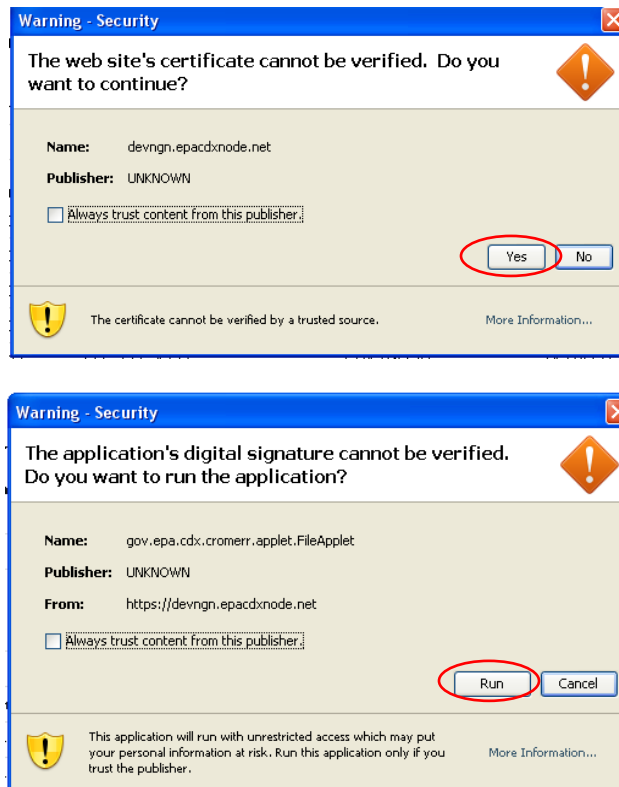 Warning - Security
The web site's certificate cannot be verified. Do you
want to continue?
Name: devngn.epacdxnode.net
Publisher: UNKNOWN
Always trust content from this publisher.
Yes No
The certificate cannot be verified by a trusted source. More Information...
Warning - Security
The application's digital signature cannot be verified.
Do you want to run the application?
Name: gov.epa.cdx.cromerr.applet.FileApplet
Publisher: UNKNOWN
From: https://devngn.epacdxnode.net
Always trust content from this publisher.
Run Cancel
This application will run with unrestricted access which may put
your personal information at risk. Run this application only if you More Information...
trust the publisher.